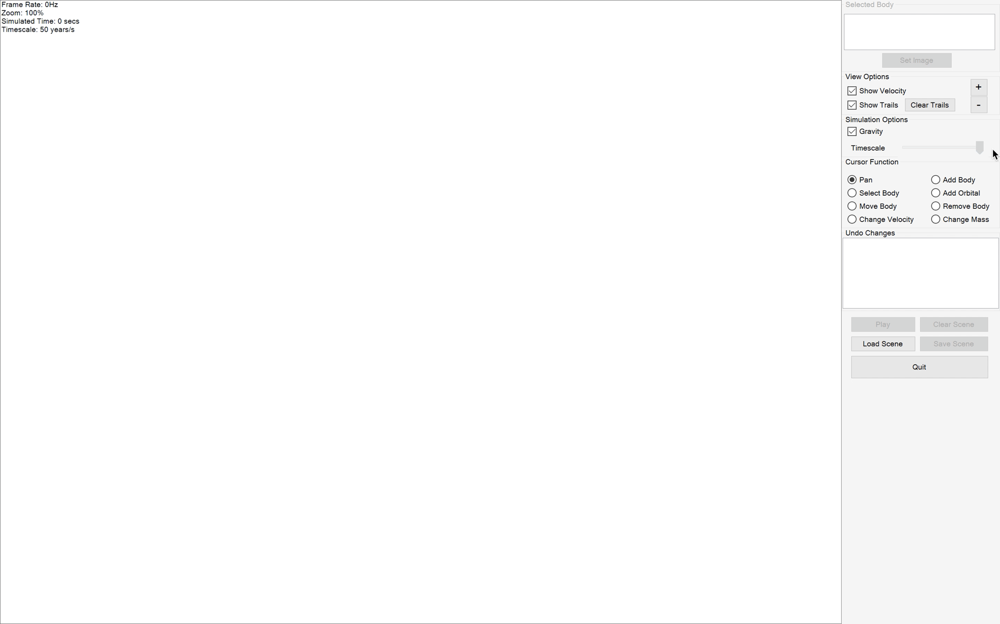 Frame Rate: 0Hz
Zoom: 100%
Simulated Time: 0 secs
Timescale: 50 years/s
Selected Body
Set Image
View Options
Show Velocity
+
Show Trails
Clear Trails
-
Simulation Options
Gravity
Timescale
Cursor Function
Pan
Add Body
Select Body
Add Orbital
Move Body
Remove Body
Change Velocity
Change Mass
Undo Changes
Play
Clear Scene
Load Scene
Save Scene
Quit